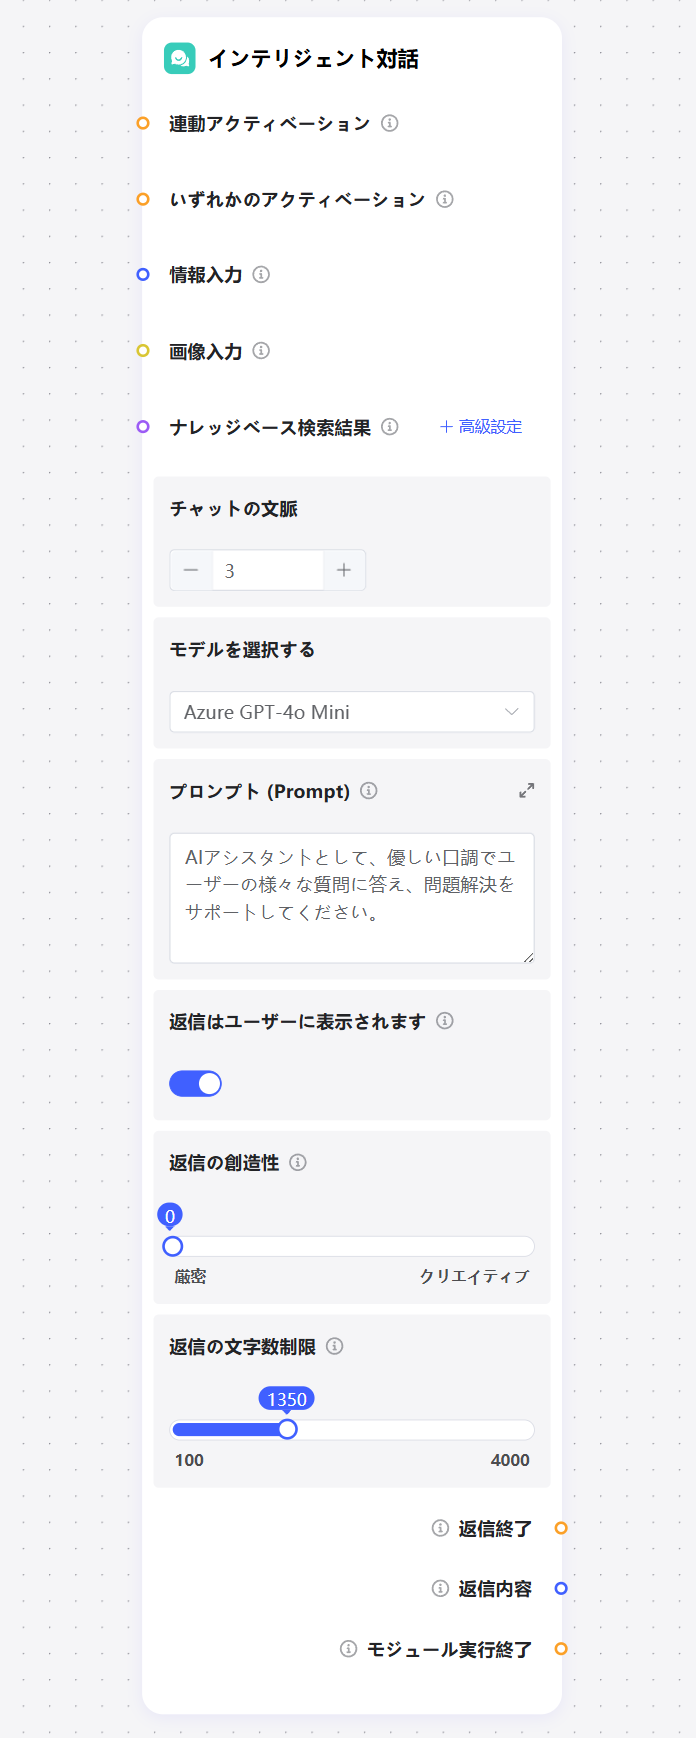 インテリジェント対話
連動アクティベーション
いずれかのアクティベーション
情報入力
画像入力
ナレッジベース検索結果 + 高級設定
チャットの文脈
3
モデルを選択する
Azure GPT-4o Mini
プロンプト (Prompt)
AIアシスタントとして、優しい口調でユ
ーザーの様々な質問に答え、問題解決を
サポートしてください。
返信はユーザーに表示されます
返信の創造性
0
厳密 クリエイティブ
返信の文字数制限
1350
100 4000
返信終了
返信内容
モジュール実行終了